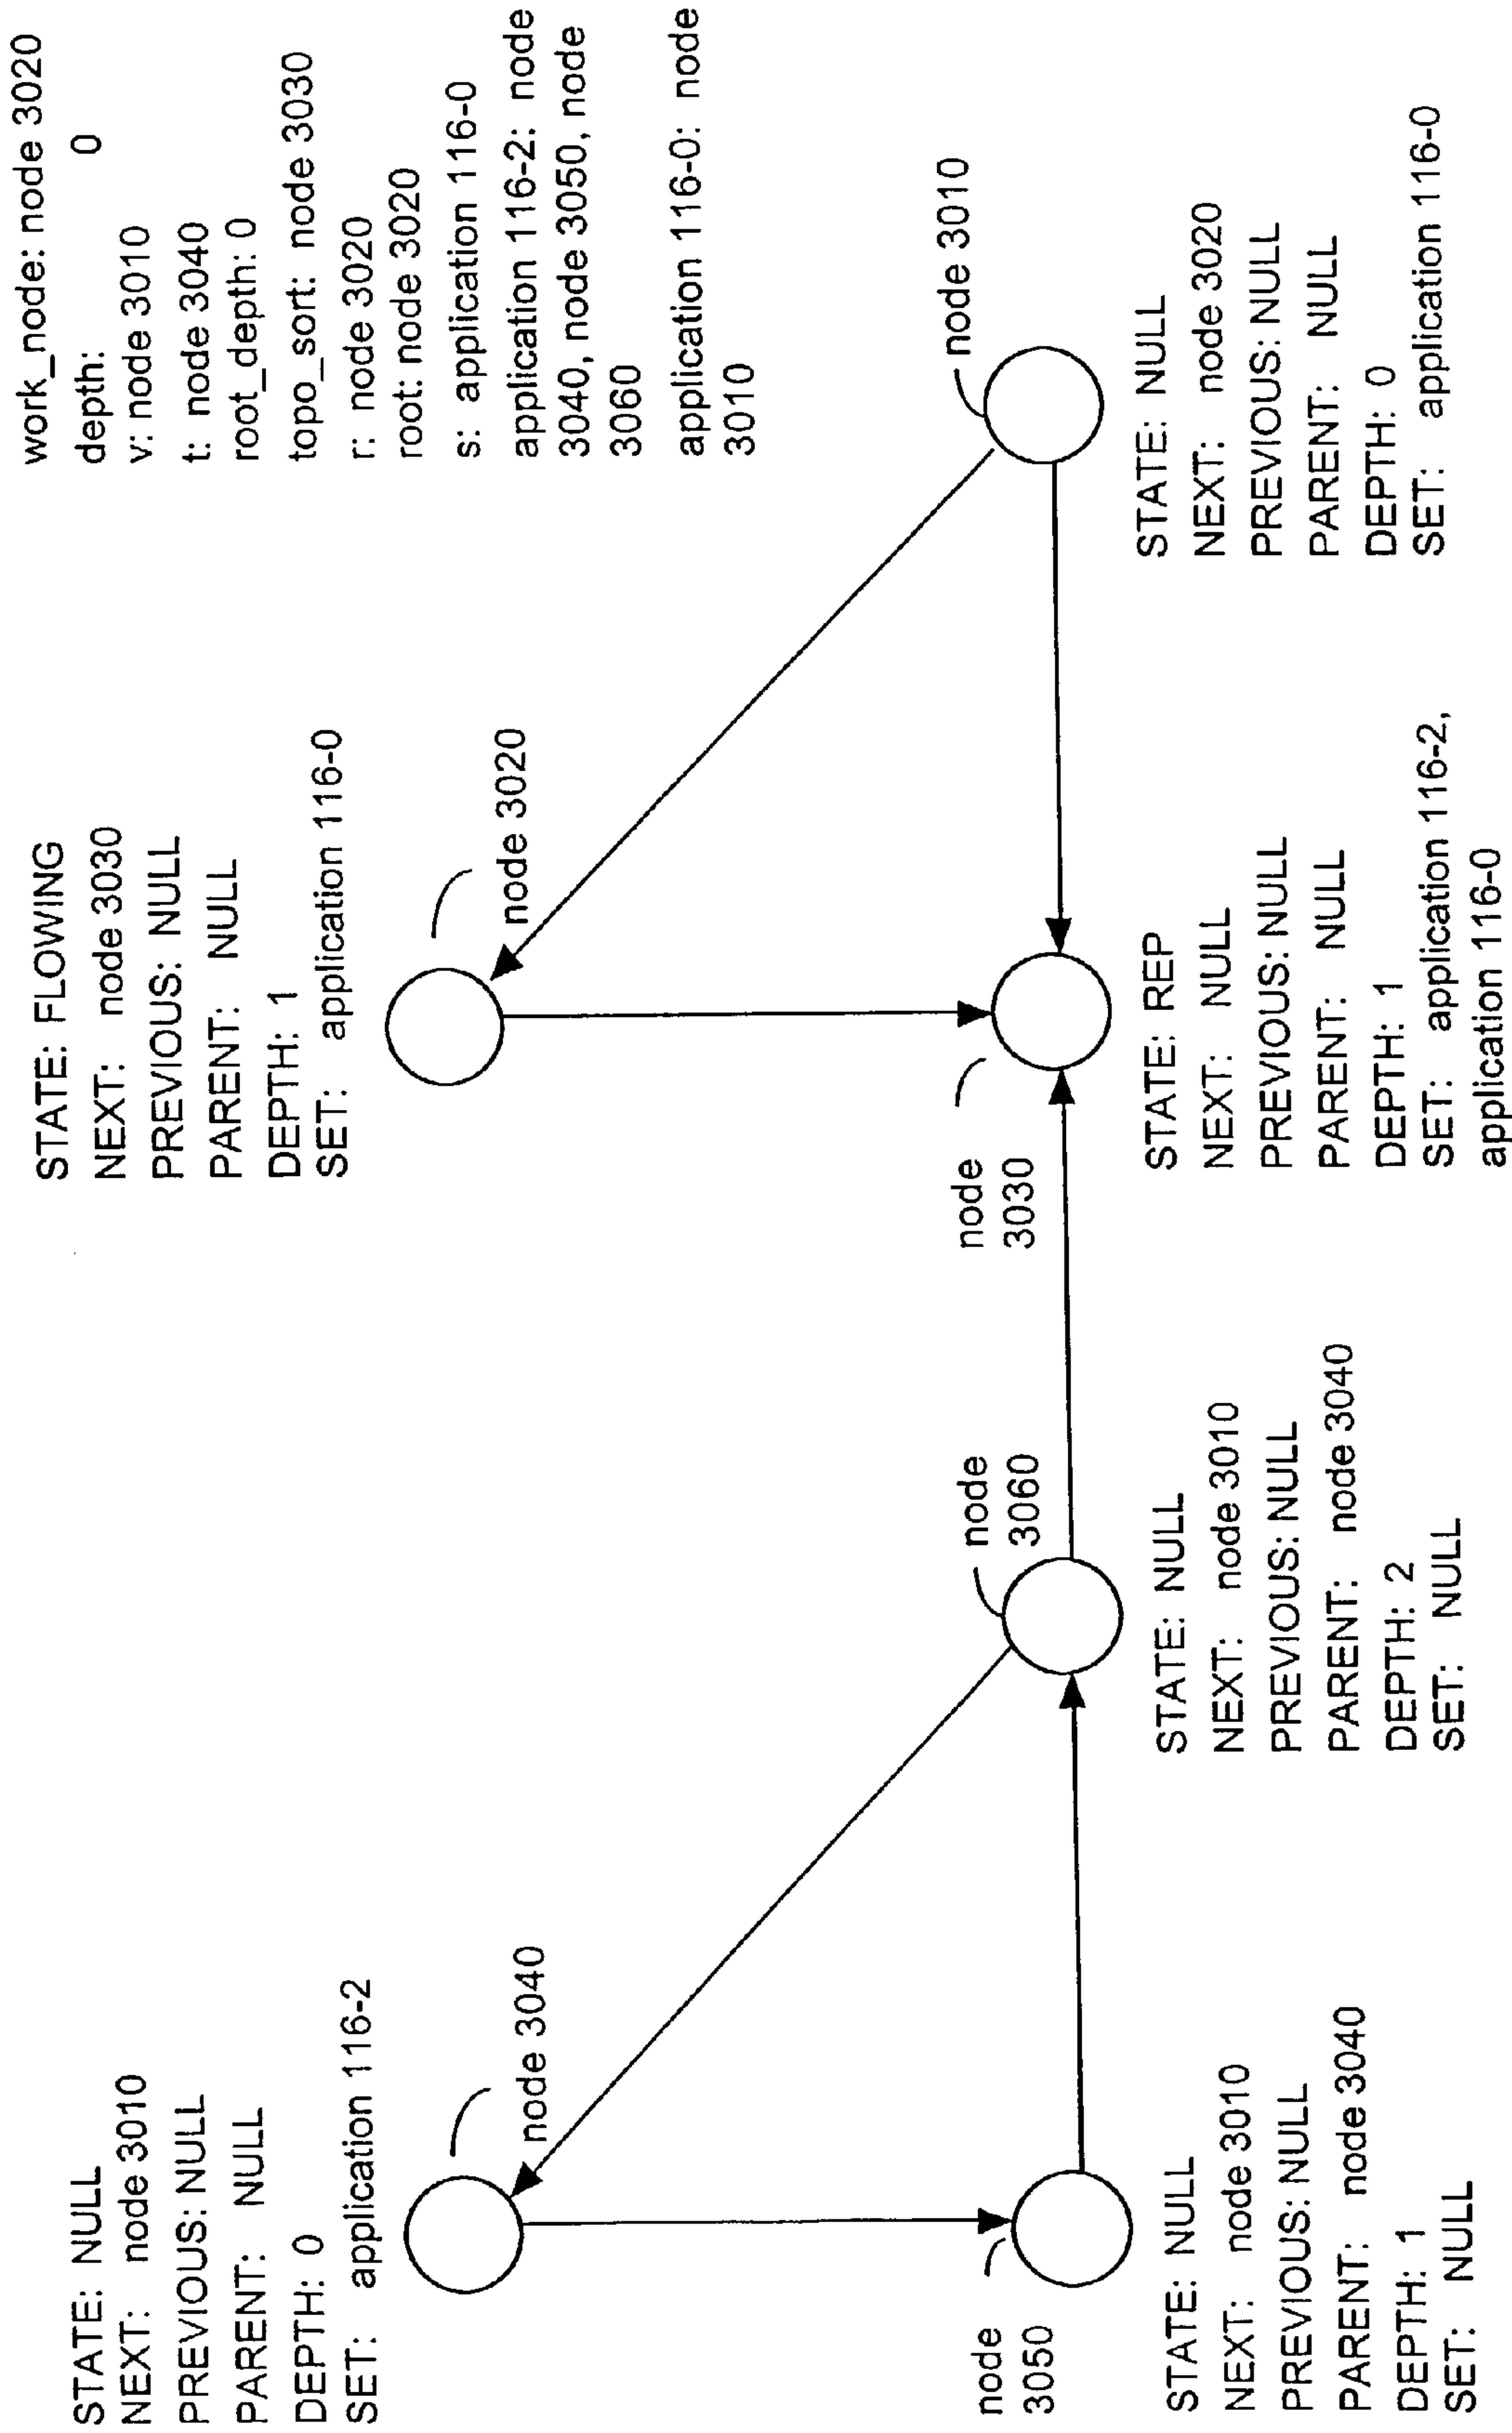 STATE: NULL
NEXT: node 3010
PREVIOUS: NULL
PARENT: NULL
DEPTH: 0
SET: application 116-2
node 3040
STATE: FLOWING
NEXT: node 3030
PREVIOUS: NULL
PARENT: NULL
DEPTH: 1
SET: application 116-0
node 3020
work_node: node 3020
depth: 0
v: node 3010
t: node 3040
root_depth: 0
topo_sort: node 3030
r: node 3020
root: node 3020
s: application 116-0
application 116-2: node
3040, node 3050, node
3060
application 116-0: node
3010
node
3050
STATE: NULL
NEXT: node 3010
PREVIOUS: NULL
PARENT: node 3040
DEPTH: 1
SET: NULL
node
3060
STATE: NULL
NEXT: node 3010
PREVIOUS: NULL
PARENT: node 3040
DEPTH: 2
SET: NULL
node
3030
STATE: REP
NEXT: NULL
PREVIOUS: NULL
PARENT: NULL
DEPTH: 1
SET: application 116-2,
application 116-0
node 3010
STATE: NULL
NEXT: node 3020
PREVIOUS: NULL
PARENT: NULL
DEPTH: 0
SET: application 116-0